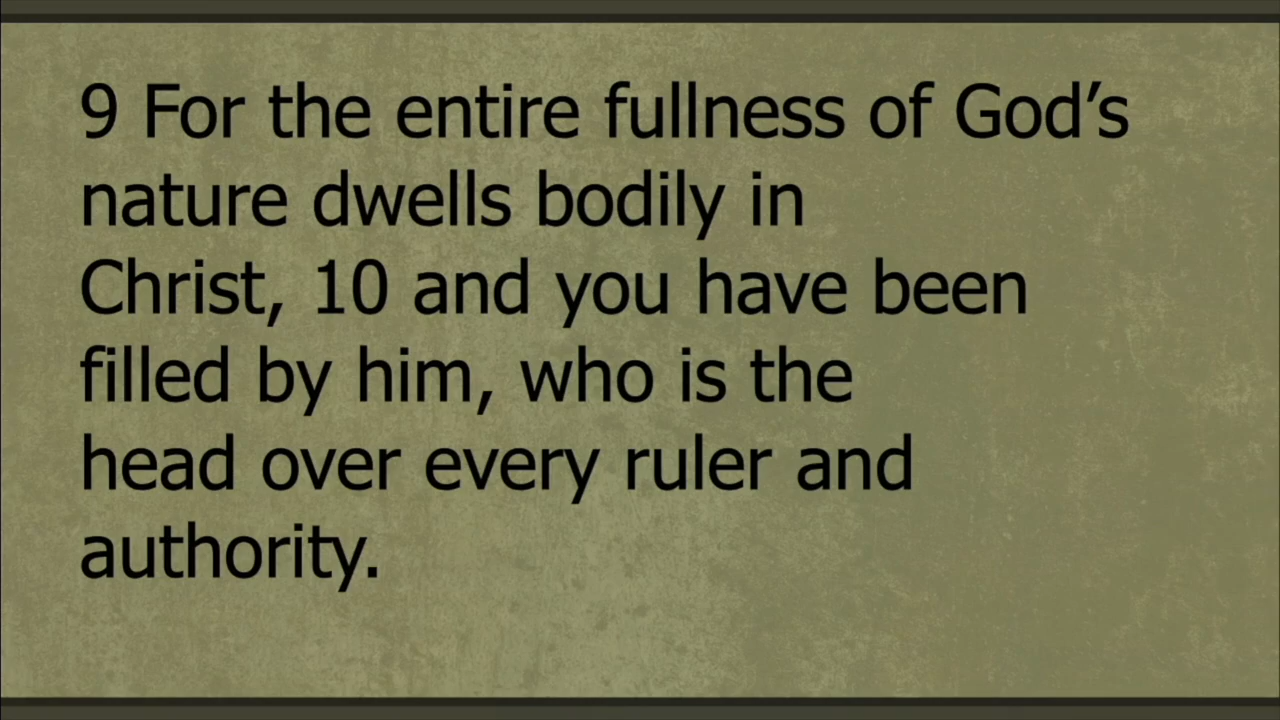 9 For the entire fullness of God’s
nature dwells bodily in
Christ, 10 and you have been
filled by him, who is the
head over every ruler and
authority.